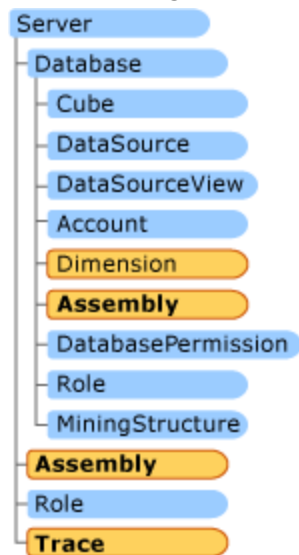 Server
Database
Cube
DataSource
DataSourceView
Account
Dimension
Assembly
DatabasePermission
Role
MiningStructure
Assembly
Role
Trace